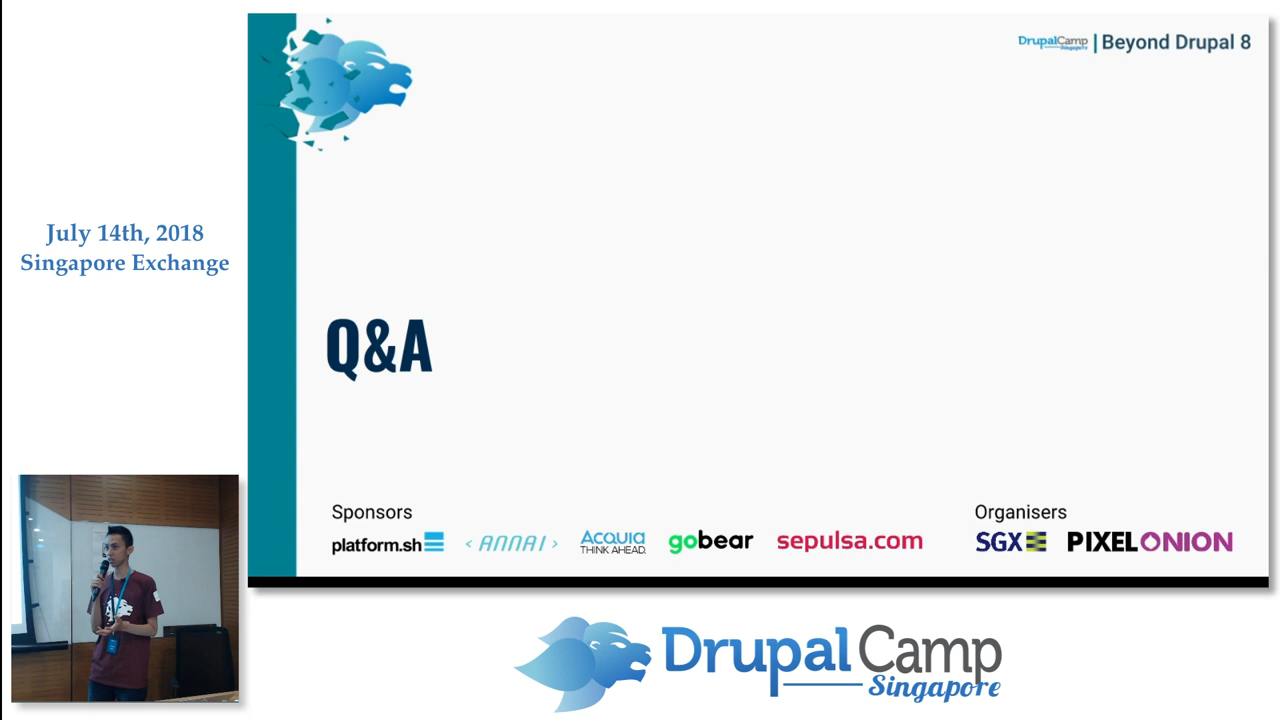 DrupalCamp Singapore | Beyond Drupal 8
July 14th, 2018
Singapore Exchange
Q&A
Sponsors
platform.sh <ANNAI> ACQUIA THINK AHEAD. gobear sepulsa.com
Organisers
SGX PIXELONION
DrupalCamp
Singapore